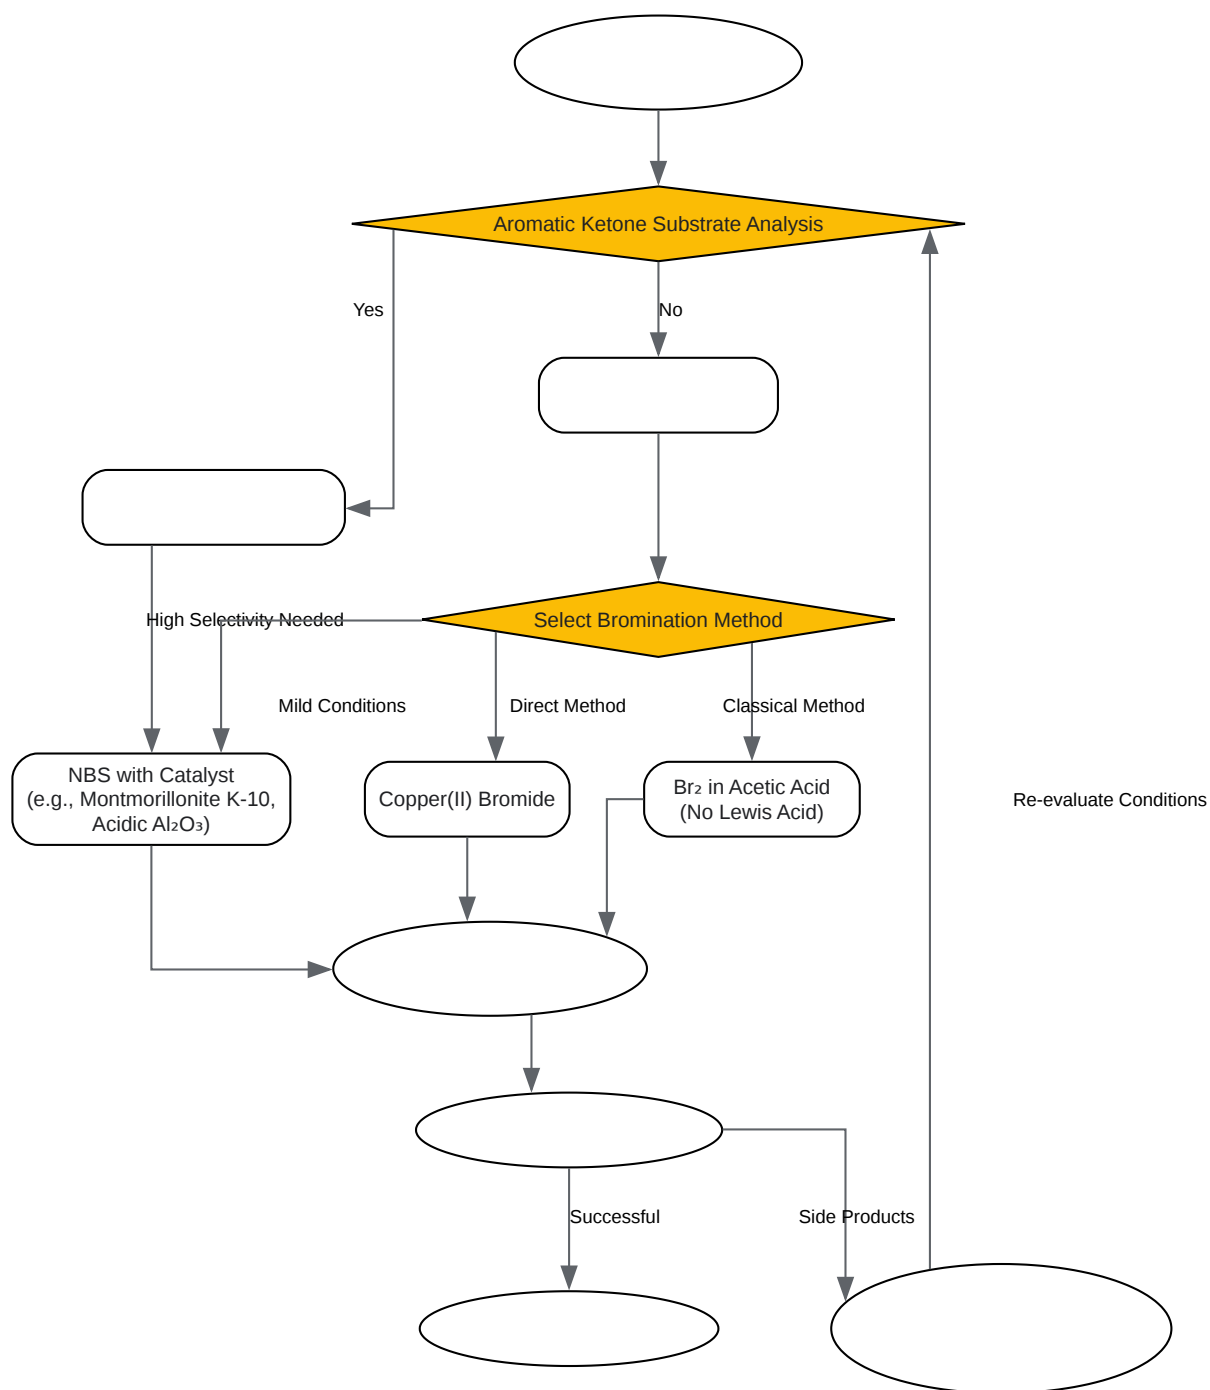 Aromatic Ketone Substrate Analysis
Yes
No
High Selectivity Needed
Select Bromination Method
Mild Conditions
Direct Method
Classical Method
NBS with Catalyst
(e.g., Montmorillonite K-10,
Acidic Al₂O₃)
Copper(II) Bromide
Br₂ in Acetic Acid
(No Lewis Acid)
Re-evaluate Conditions
Successful
Side Products